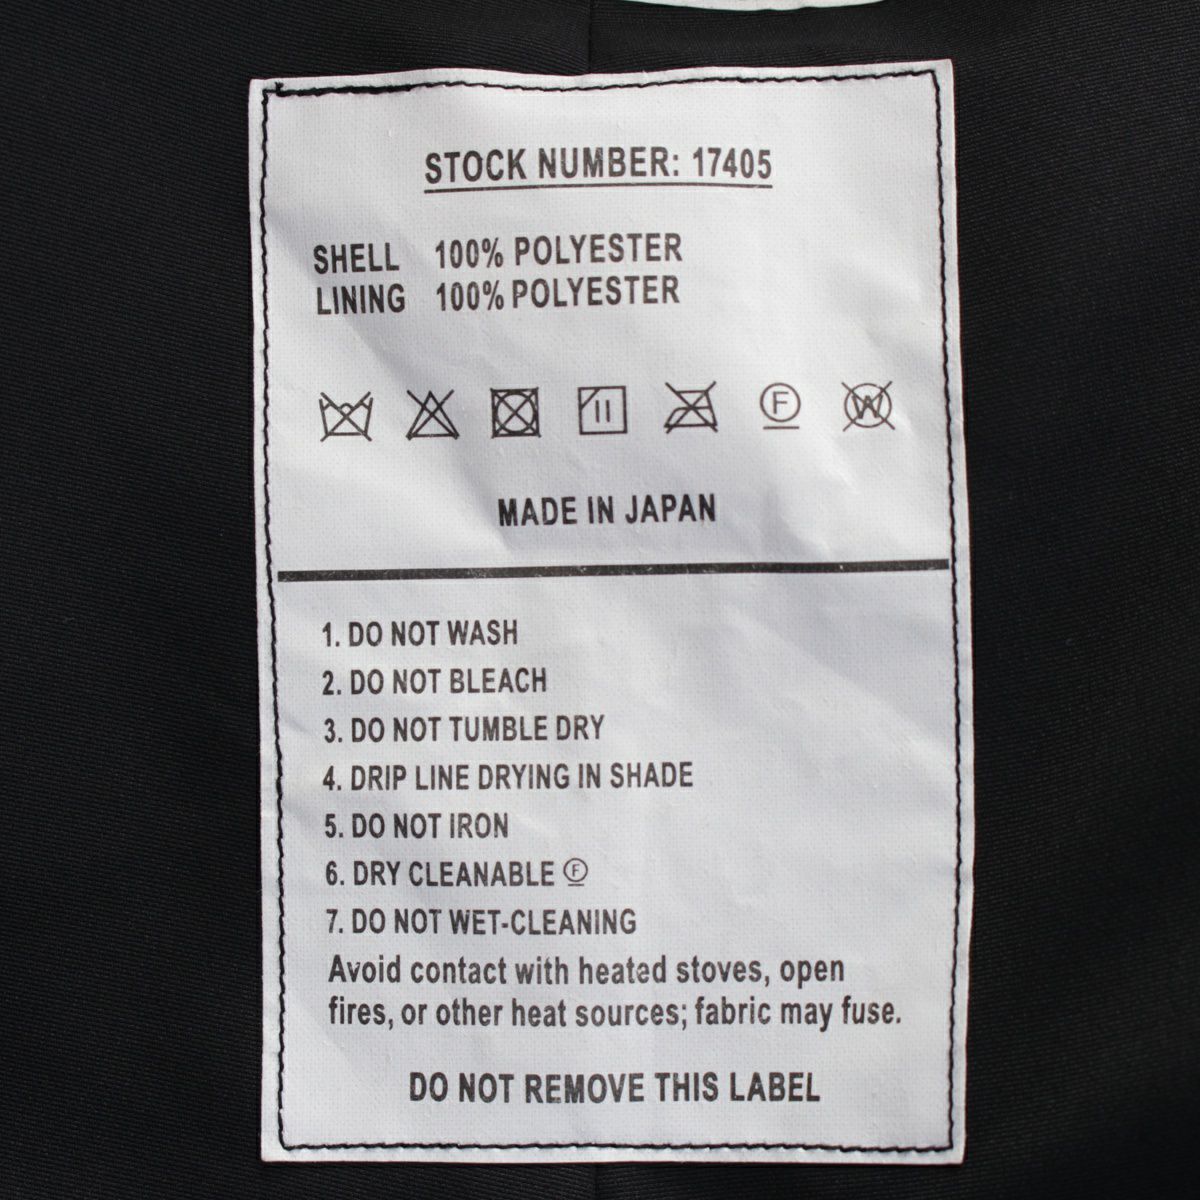 STOCK NUMBER: 17405
SHELL 100% POLYESTER
LINING 100% POLYESTER
F W
MADE IN JAPAN
1. DO NOT WASH
2. DO NOT BLEACH
3. DO NOT TUMBLE DRY
4. DRIP LINE DRYING IN SHADE
5. DO NOT IRON
6. DRY CLEANABLE Ⓕ
7. DO NOT WET-CLEANING
Avoid contact with heated stoves, open
fires, or other heat sources; fabric may fuse.
DO NOT REMOVE THIS LABEL